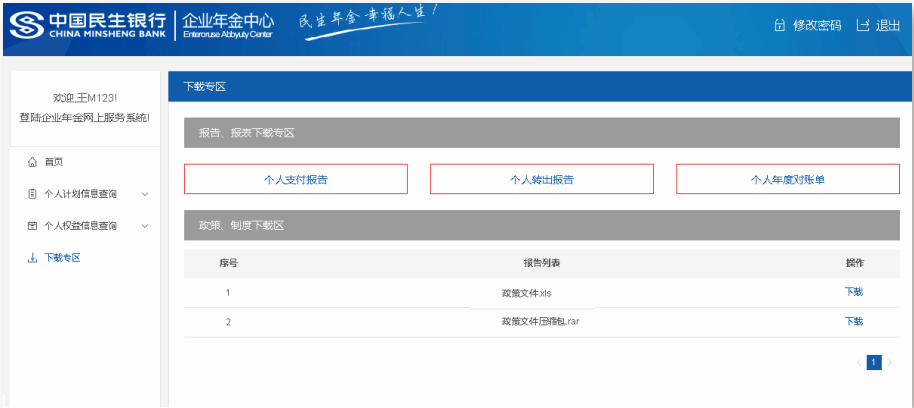 中国民生银行
CHINA MINSHENG BANK
企业年金中心
Enterocruse Abbyuty Center
民生年金 幸福人生!
修改密码
退出
欢迎,王M123!
登陆企业年金网上服务系统!
首页
个人计划信息查询
个人权益信息查询
下载专区
下载专区
报告、报表下载专区
个人支付报告
个人转出报告
个人年度对账单
政策、制度下载区
序号 报告列表 操作
1 政策文件.xls 下载
2 政策文件压缩包.rar 下载
1